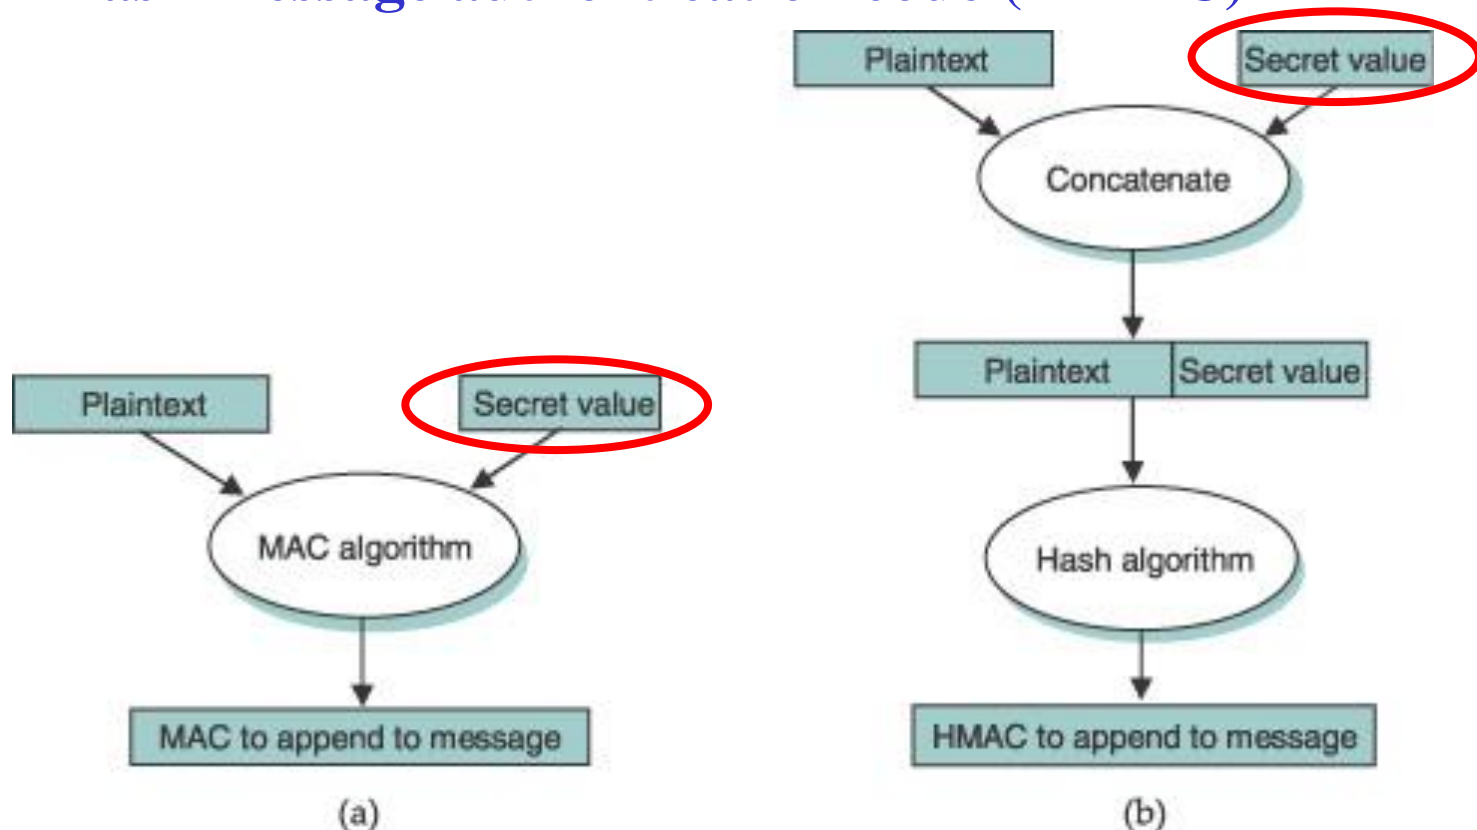 Plaintext
Secret value
MAC algorithm
MAC to append to message
(a)
Plaintext
Secret value
Concatenate
Plaintext
Secret value
Hash algorithm
HMAC to append to message
(b)